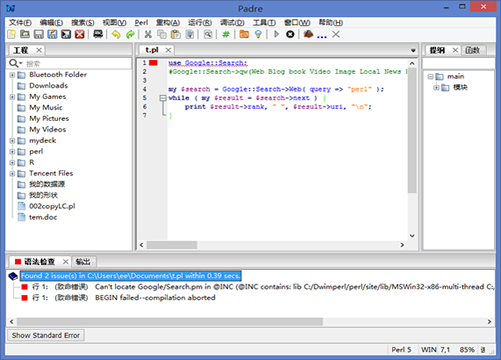 Padre
文件(F) 编辑(E) 搜索(S) 视图(V) Perl 重构(A) 运行(R) 调试(D) 工具(T) 窗口(W) 帮助(H)
工程
t.pl
提纲 函数
搜索
Bluetooth Folder
Downloads
My Games
My Music
My Pictures
My Videos
mydeck
perl
R
Tencent Files
我的数据源
我的形状
002copyLC.pl
tem.doc
1 use Google::Search;
2 #Google::Search->qw(Web Blog book Video Image Local News
3
4 my $search = Google::Search->Web( query => "perl" );
5 while ( my $result = $search->next ) {
6 print $result->rank, " ", $result->uri, "\n";
7 }
main
模块
语法检查 输出
Found 2 issue(s) in C:\Users\ee\Documents\t.pl within 0.39 secs.
行 1: (致命错误) Can't locate Google/Search.pm in @INC (@INC contains: lib C:/Dwimperl/perl/site/lib/MSWin32-x86-multi-thread C:
行 1: (致命错误) BEGIN failed--compilation aborted
Show Standard Error
Perl 5 WIN 7,1 85%